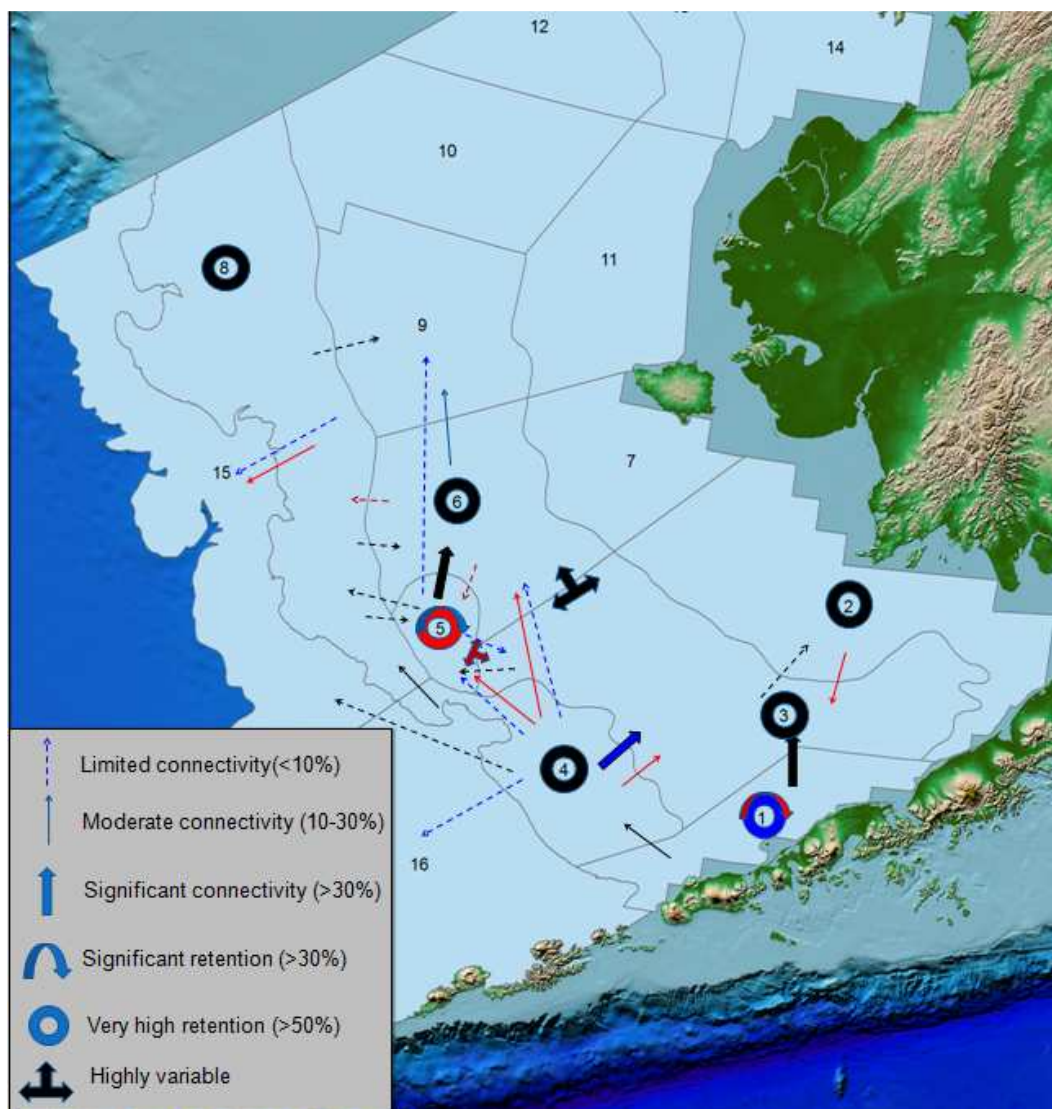 12
14
10
8
11
9
7
15
6
2
5
3
4
1
16
Limited connectivity(<10%)
Moderate connectivity (10-30%)
Significant connectivity (>30%)
Significant retention (>30%)
Very high retention (>50%)
Highly variable